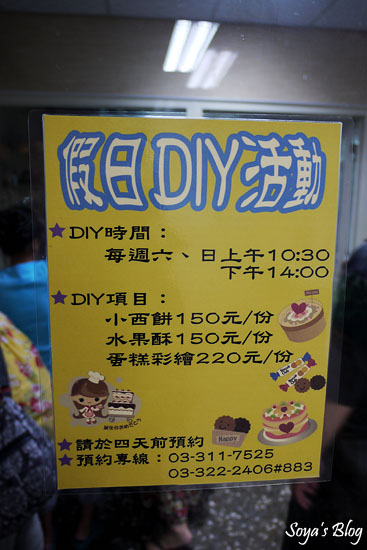 假日DIY活動
★DIY時間：
每週六、日上午10:30
下午14:00
★DIY項目：
小西餅150元/份
水果酥150元/份
蛋糕彩繪220元/份
Happy
★請於四天前預約
★預約專線：03-311-7525
03-322-2406#883
Soya's Blog